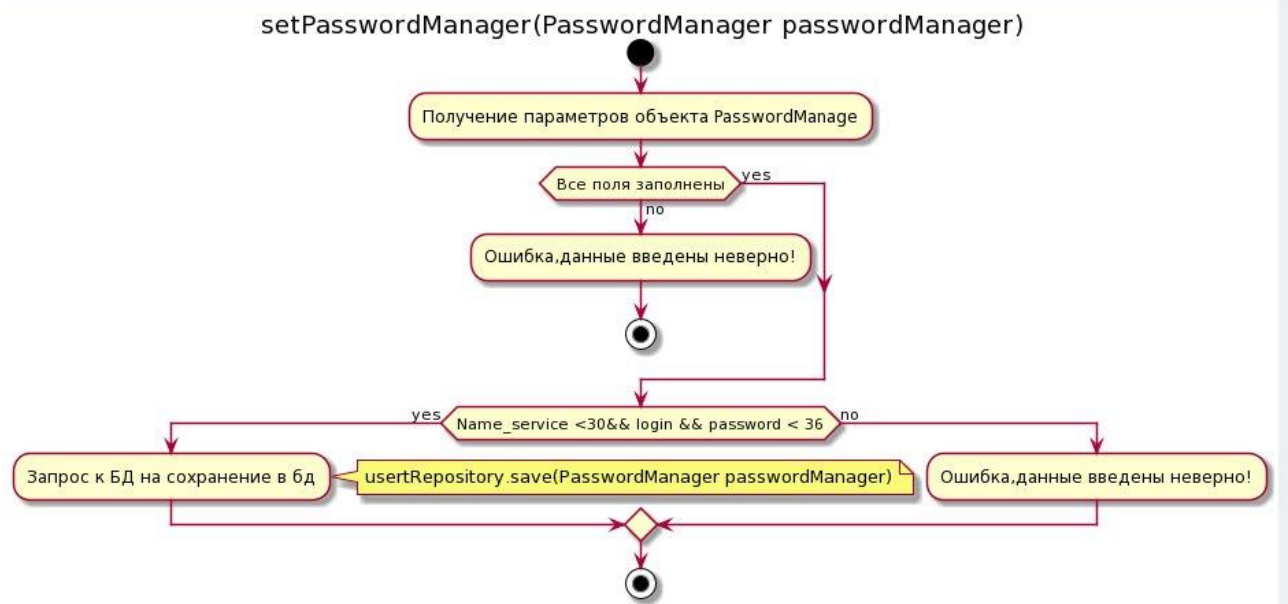 setPasswordManager(PasswordManager passwordManager)
Получение параметров объекта PasswordManage
Все поля заполнены
yes
no
Ошибка,данные введены неверно!
yes
Name_service <30&& login && password < 36
no
Запрос к БД на сохранение в бд
usertRepository.save(PasswordManager passwordManager)
Ошибка,данные введены неверно!